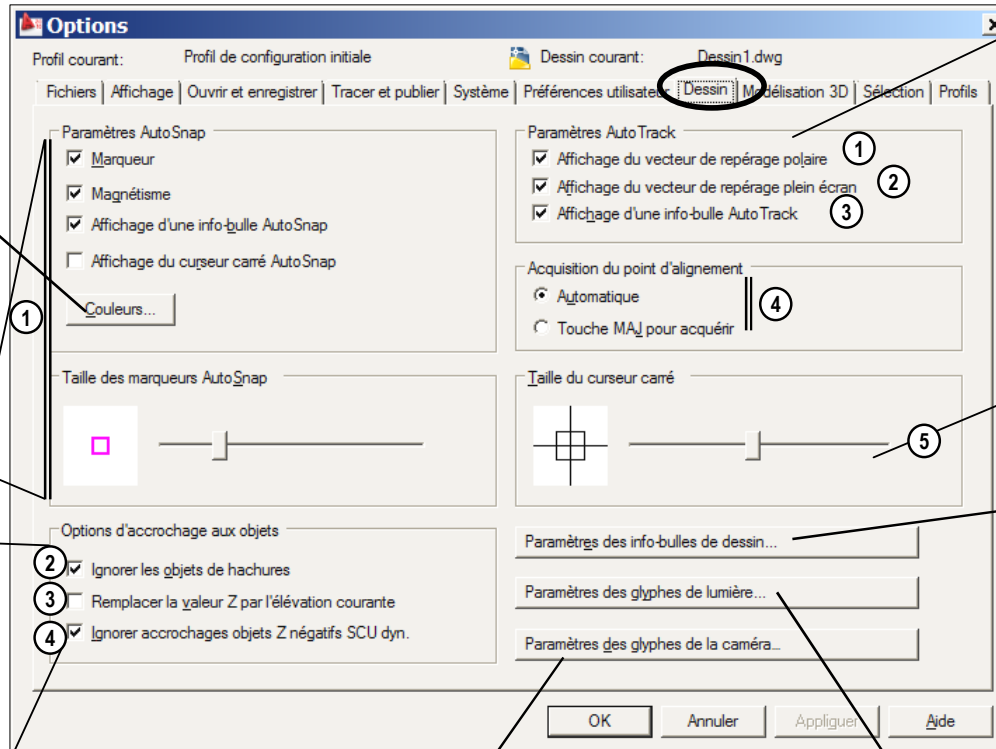 Options
Profil courant: Profil de configuration initiale Dessin courant: Dessin1.dwg
Fichiers Affichage Ouvrir et enregistrer Tracer et publier Système Préférences utilisateur Dessin Modélisation 3D Sélection Profils
Paramètres AutoSnap
Marqueur
Magnétisme
Affichage d'une info-bulle AutoSnap
Affichage du curseur carré AutoSnap
Couleurs...
1
Taille des marqueurs AutoSnap
Options d'accrochage aux objets
2 Ignorer les objets de hachures
3 Remplacer la valeur Z par l'élévation courante
4 Ignorer accrochages objets Z négatifs SCU dyn.
Paramètres AutoTrack
Affichage du vecteur de repérage polaire 1
Affichage du vecteur de repérage plein écran 2
Affichage d'une info-bulle AutoTrack 3
Acquisition du point d'alignement
Automatique
4
Touche MAJ pour acquérir
Taille du curseur carré
5
Paramètres des info-bulles de dessin...
Paramètres des glyphes de lumière...
Paramètres des glyphes de la caméra...
OK Annuler Appliquer Aide